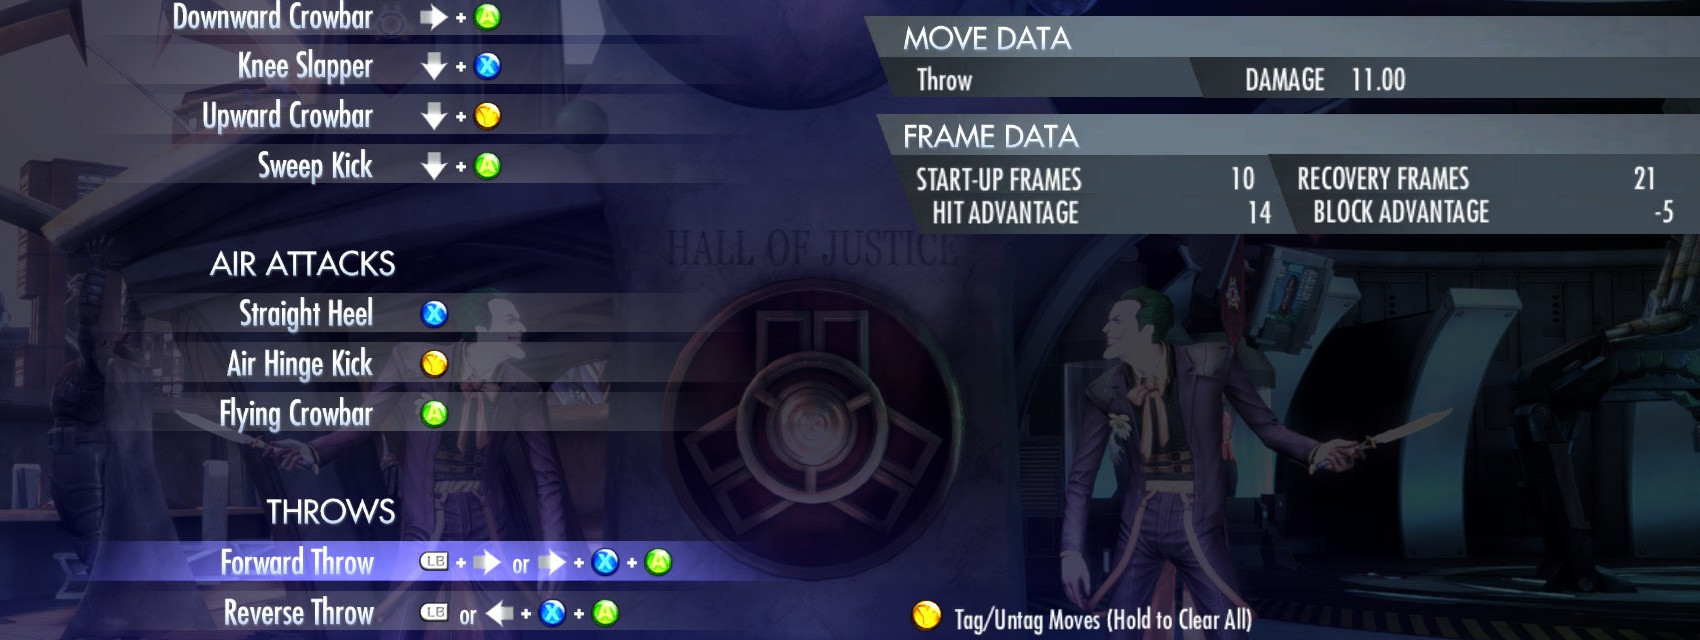 Downward Crowbar + A
Knee Slapper + X
Upward Crowbar + Y
Sweep Kick + A
AIR ATTACKS
Straight Heel X
Air Hinge Kick Y
Flying Crowbar A
THROWS
Forward Throw LB + or + X + A
Reverse Throw LB or + X + A
MOVE DATA
Throw DAMAGE 11.00
FRAME DATA
START-UP FRAMES 10 RECOVERY FRAMES 21
HIT ADVANTAGE 14 BLOCK ADVANTAGE -5
HALL OF JUSTICE
Y Tag/Untag Moves (Hold to Clear All)